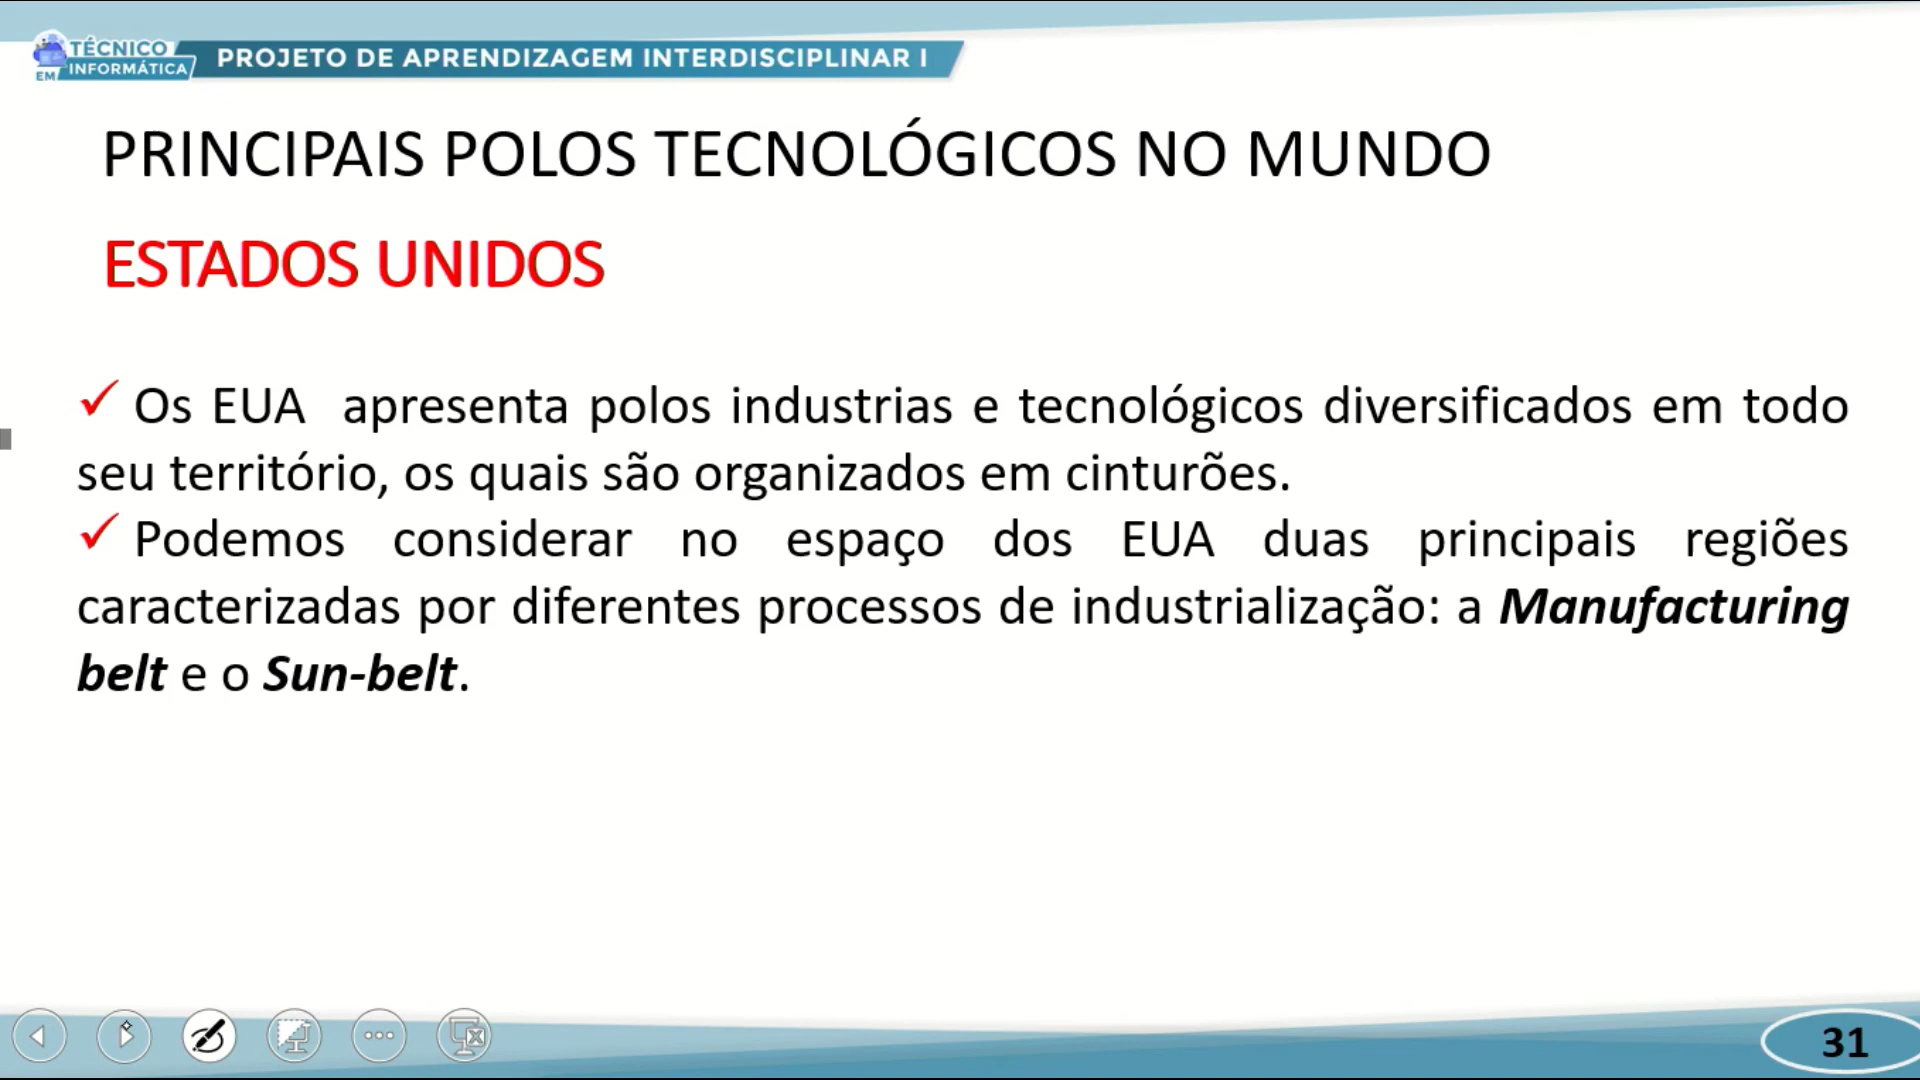 TÉCNICO
EM INFORMÁTICA
PROJETO DE APRENDIZAGEM INTERDISCIPLINAR I
PRINCIPAIS POLOS TECNOLÓGICOS NO MUNDO
ESTADOS UNIDOS
✓ Os EUA apresenta polos industrias e tecnológicos diversificados em todo
seu território, os quais são organizados em cinturões.
✓ Podemos considerar no espaço dos EUA duas principais regiões
caracterizadas por diferentes processos de industrialização: a Manufacturing
belt e o Sun-belt.
31